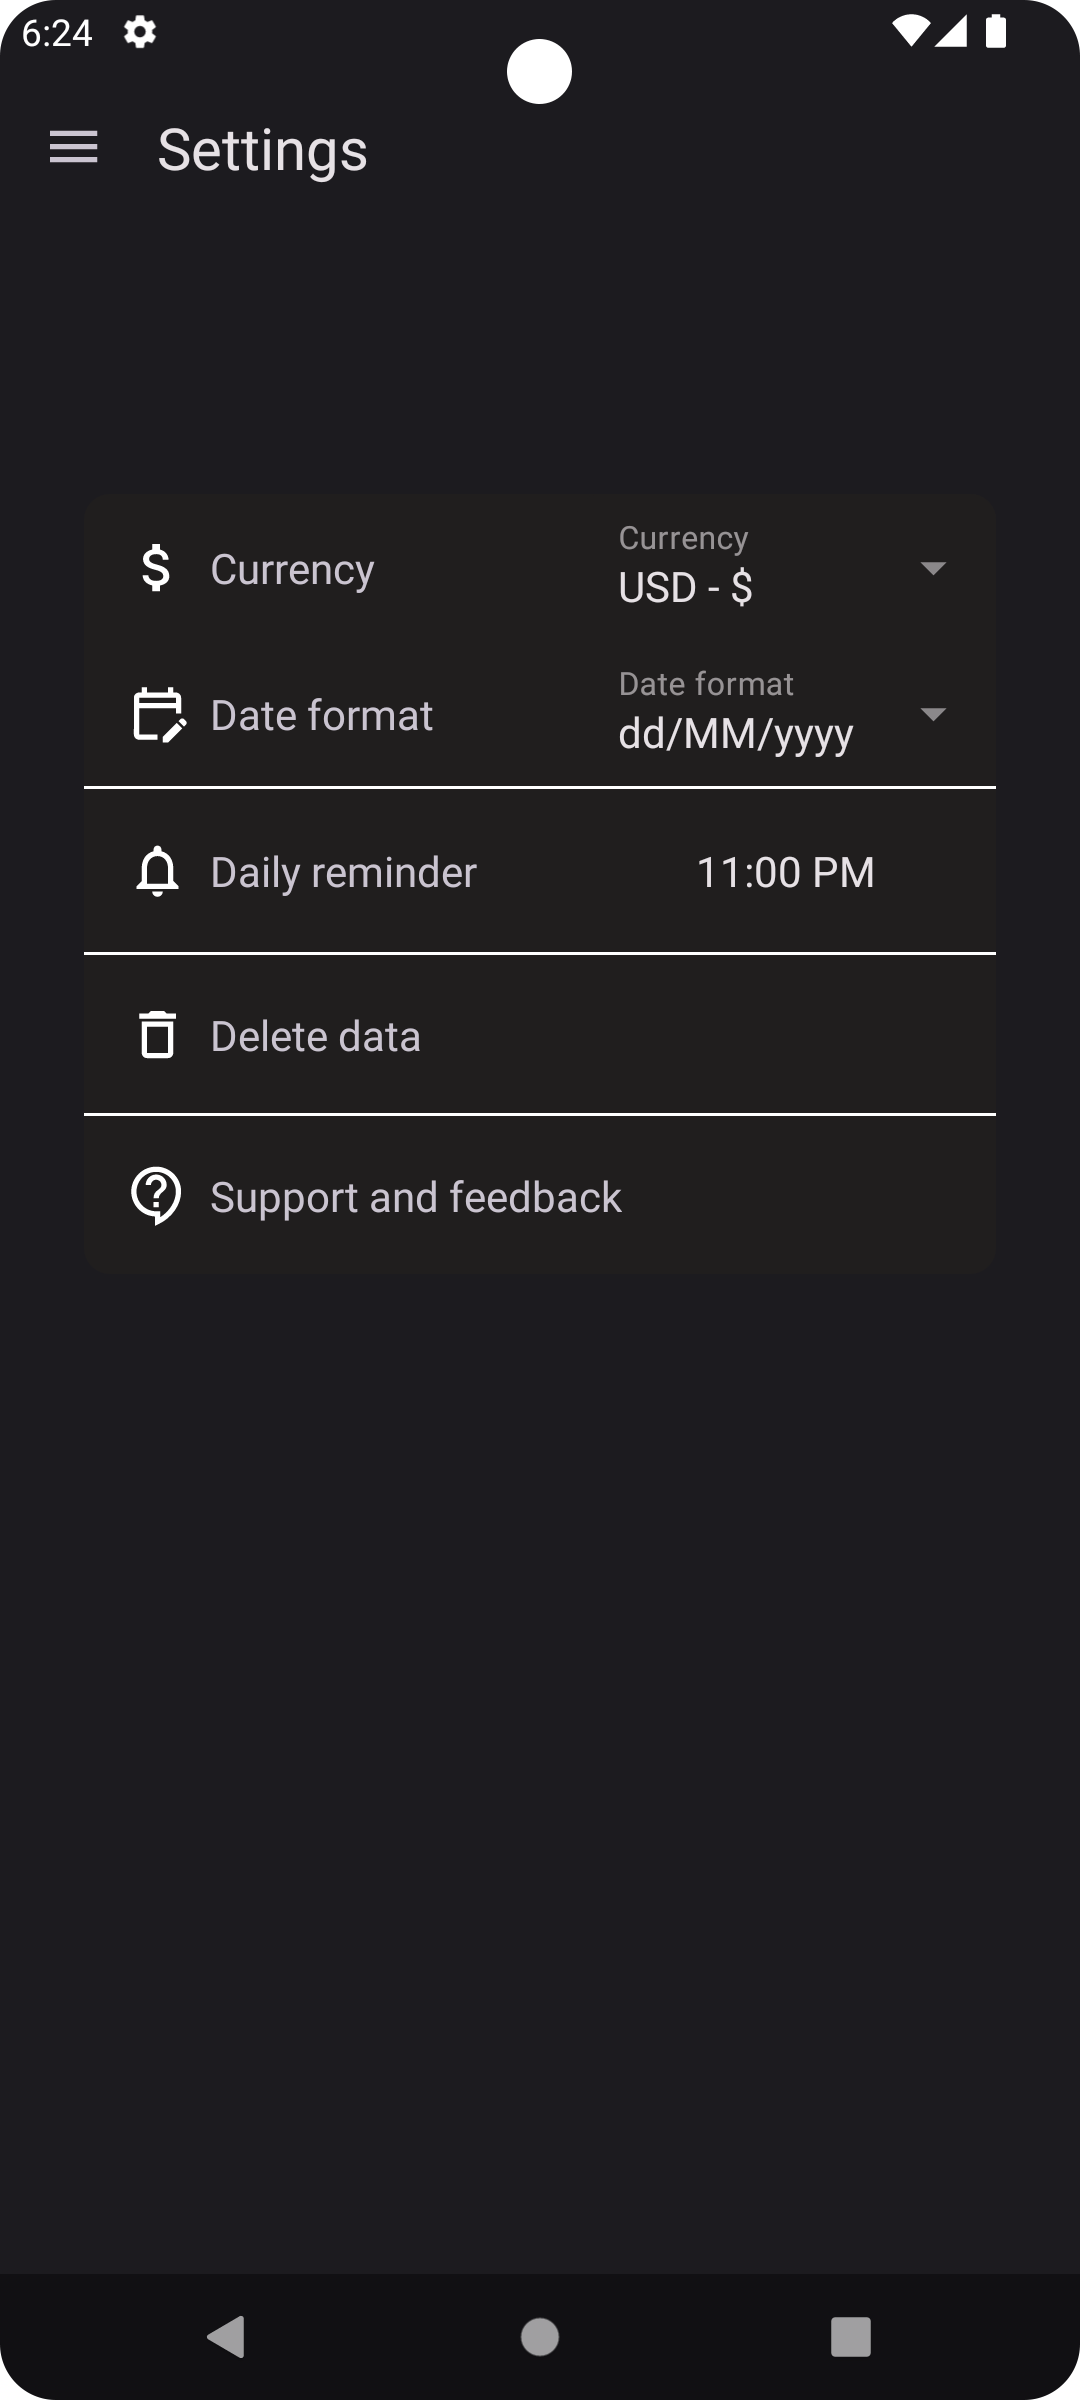 6:24
Settings
Currency
Currency
USD - $
Date format
Date format
dd/MM/yyyy
Daily reminder
11:00 PM
Delete data
Support and feedback